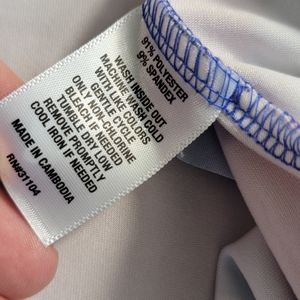 91% POLYESTER
9% SPANDEX
WASH INSIDE OUT
MACHINE WASH COLD
WITH LIKE COLORS
GENTLE CYCLE
ONLY NON-CHLORINE
BLEACH IF NEEDED
TUMBLE DRY LOW
REMOVE PROMPTLY
COOL IRON IF NEEDED
MADE IN CAMBODIA
RN#31104